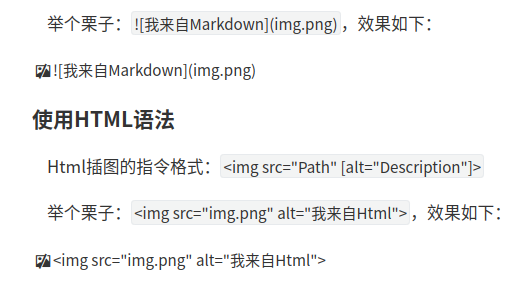 举个栗子：![我来自Markdown](img.png)，效果如下：
![我来自Markdown](img.png)
使用HTML语法
Html插图的指令格式：<img src="Path" [alt="Description"]>
举个栗子：<img src="img.png" alt="我来自Html">，效果如下：
<img src="img.png" alt="我来自Html">